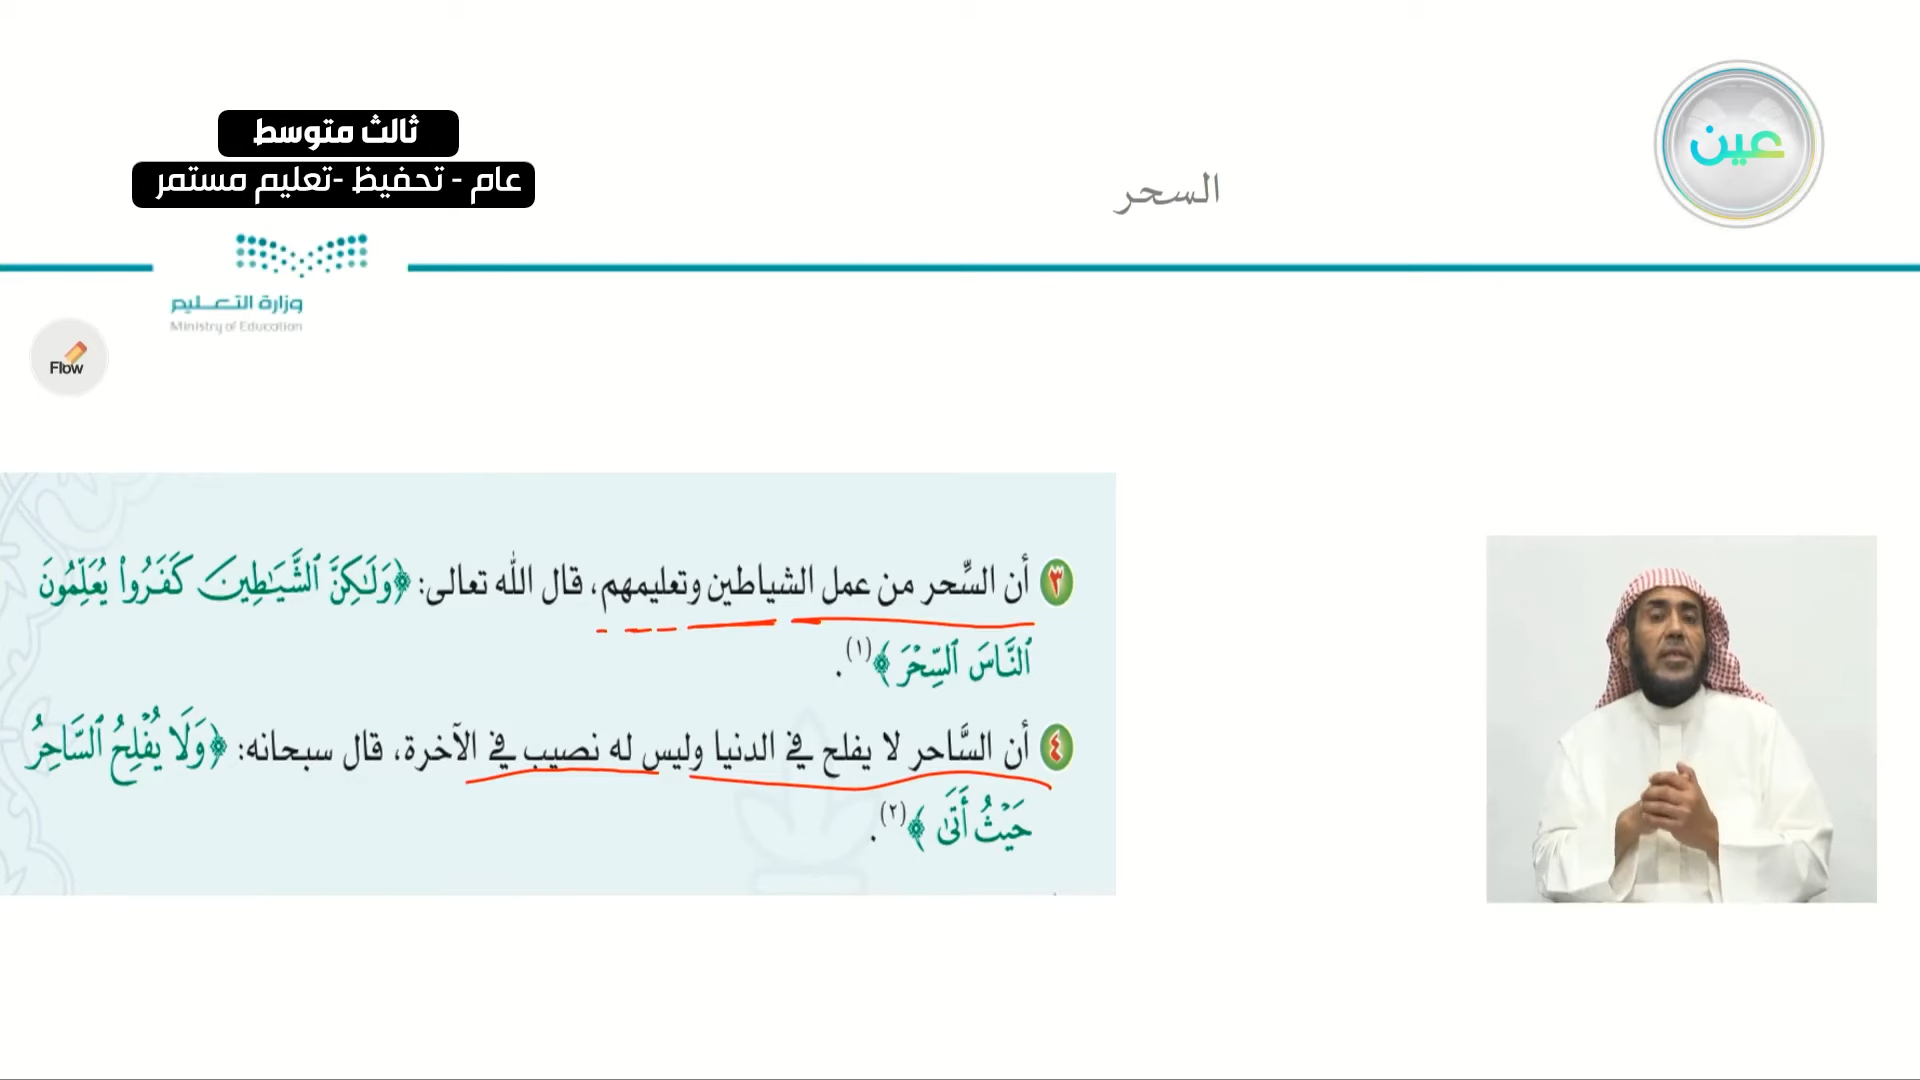 ثالث متوسط
عام - تحفيظ -تعليم مستمر
السحر
عين
وزارة التعليم
Ministry of Education
Flow
٣ أن السِّحر من عمل الشياطين وتعليمهم، قال الله تعالى: ﴿وَلَٰكِنَّ ٱلشَّيَٰطِينَ كَفَرُوا۟ يُعَلِّمُونَ
ٱلنَّاسَ ٱلسِّحْرَ﴾(١).
٤ أن السَّاحر لا يفلح في الدنيا وليس له نصيب في الآخرة، قال سبحانه: ﴿وَلَا يُفْلِحُ ٱلسَّاحِرُ
حَيْثُ أَتَىٰ﴾(٢).